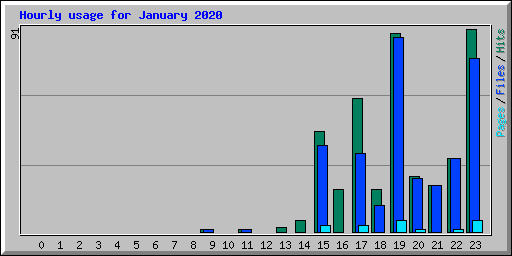 Hourly usage for January 2020
91
Pages / Files / Hits
0 1 2 3 4 5 6 7 8 9 10 11 12 13 14 15 16 17 18 19 20 21 22 23